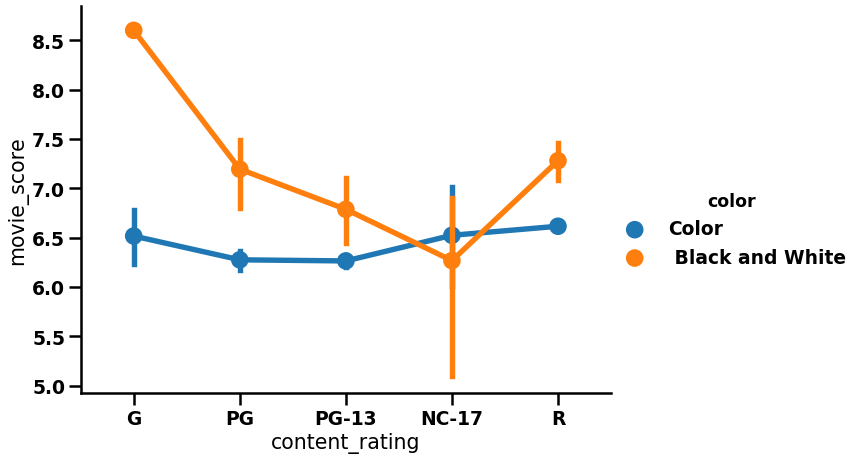 movie_score
8.5
8.0
7.5
7.0
6.5
6.0
5.5
5.0
G PG PG-13 NC-17 R
content_rating
color
Color
Black and White